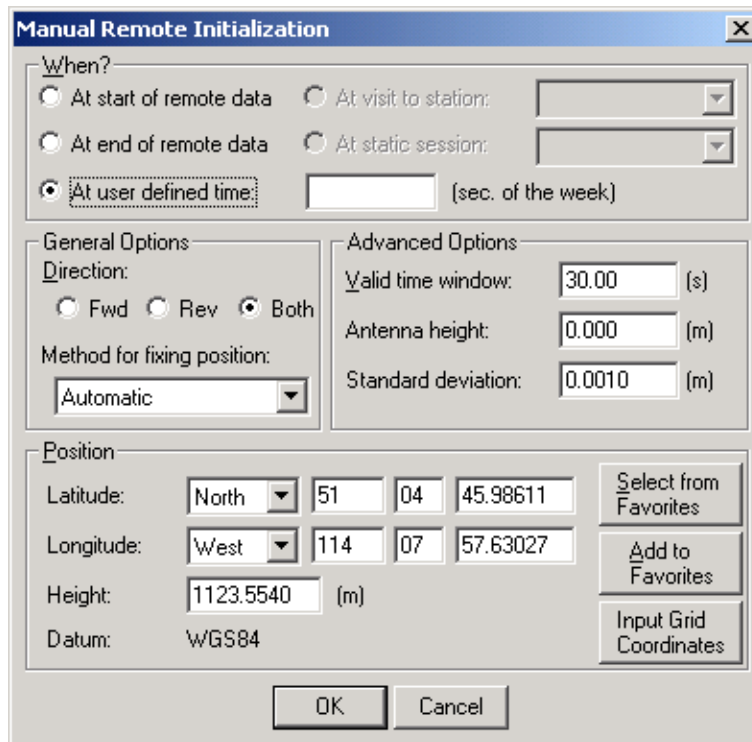 Manual Remote Initialization
When?
At start of remote data At visit to station:
At end of remote data At static session:
At user defined time: (sec. of the week)
General Options
Direction:
Fwd Rev Both
Method for fixing position:
Automatic
Advanced Options
Valid time window: 30.00 (s)
Antenna height: 0.000 (m)
Standard deviation: 0.0010 (m)
Position
Latitude: North 51 04 45.98611
Longitude: West 114 07 57.63027
Height: 1123.5540 (m)
Datum: WGS84
Select from
Favorites
Add to
Favorites
Input Grid
Coordinates
OK Cancel